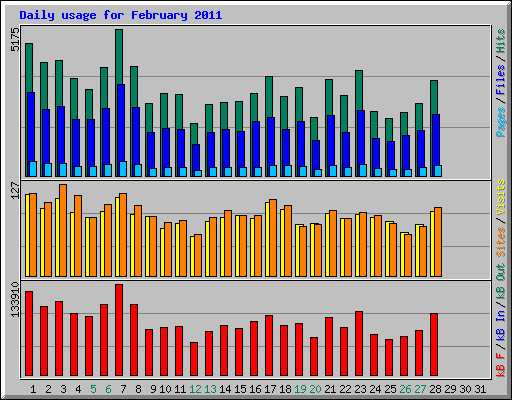 Daily usage for February 2011
5175
Pages / Files / Hits
127
Sites / Visits
133910
kB F / kB In / kB Out
1 2 3 4 5 6 7 8 9 10 11 12 13 14 15 16 17 18 19 20 21 22 23 24 25 26 27 28 29 30 31